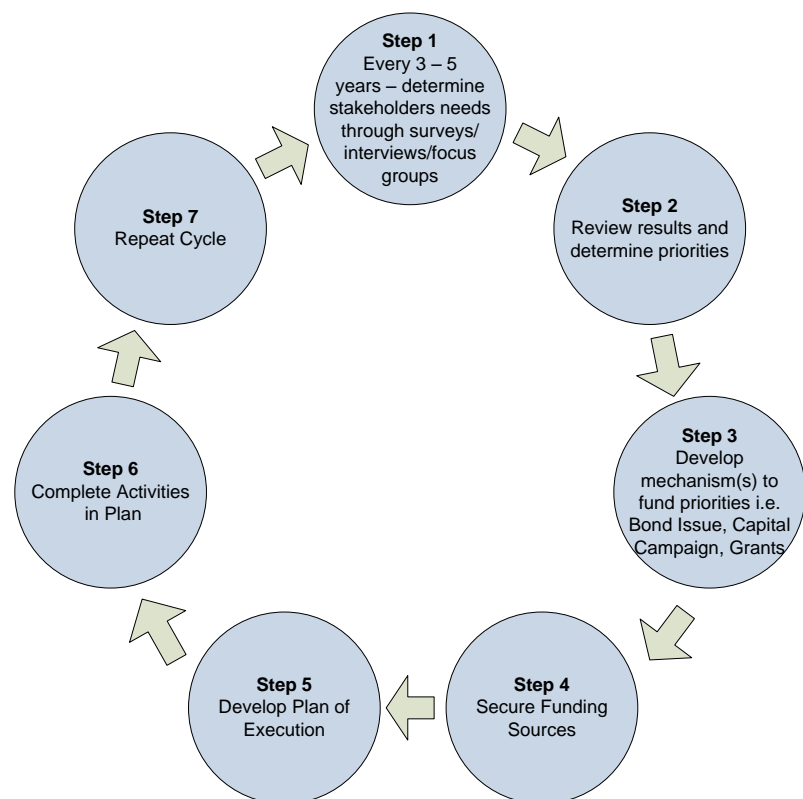 Step 1
Every 3 – 5
years – determine
stakeholders needs
through surveys/
interviews/focus
groups
Step 2
Review results and
determine priorities
Step 3
Develop
mechanism(s) to
fund priorities i.e.
Bond Issue, Capital
Campaign, Grants
Step 4
Secure Funding
Sources
Step 5
Develop Plan of
Execution
Step 6
Complete Activities
in Plan
Step 7
Repeat Cycle